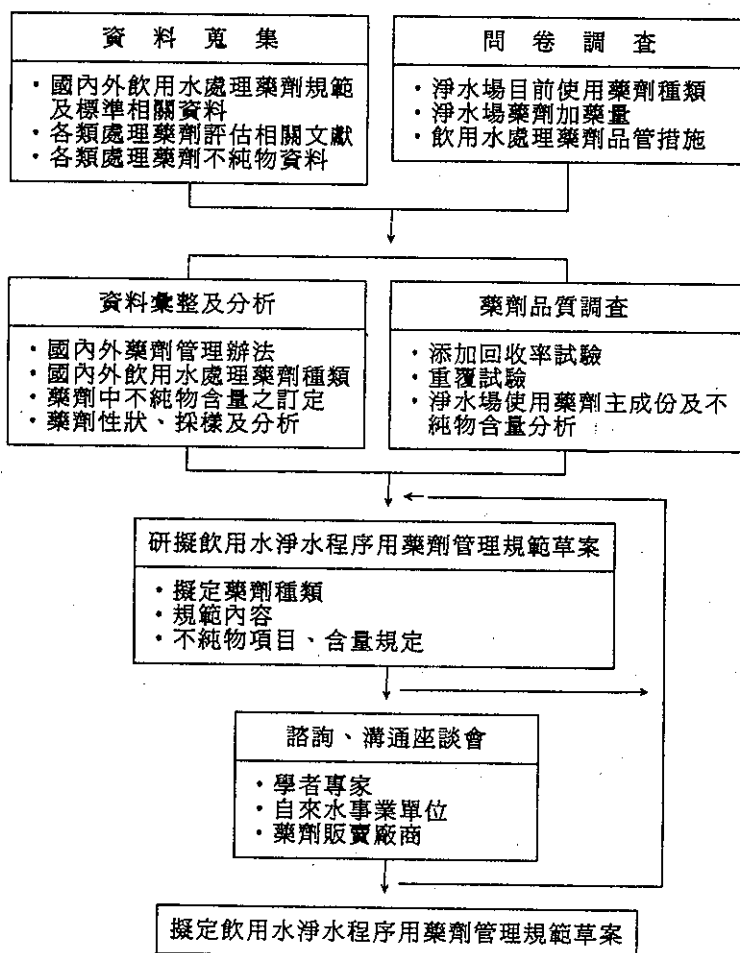 資料蒐集
・國內外飲用水處理藥劑規範
及標準相關資料
・各類處理藥劑評估相關文獻
・各類處理藥劑不純物資料
問卷調查
・淨水場目前使用藥劑種類
・淨水場藥劑加藥量
・飲用水處理藥劑品管措施
資料彙整及分析
・國內外藥劑管理辦法
・國內外飲用水處理藥劑種類
・藥劑中不純物含量之訂定
・藥劑性狀、採樣及分析
藥劑品質調查
・添加回收率試驗
・重覆試驗
・淨水場使用藥劑主成份及不
純物含量分析
研擬飲用水淨水程序用藥劑管理規範草案
・擬定藥劑種類
・規範內容
・不純物項目、含量規定
諮詢、溝通座談會
・學者專家
・自來水事業單位
・藥劑販賣廠商
擬定飲用水淨水程序用藥劑管理規範草案